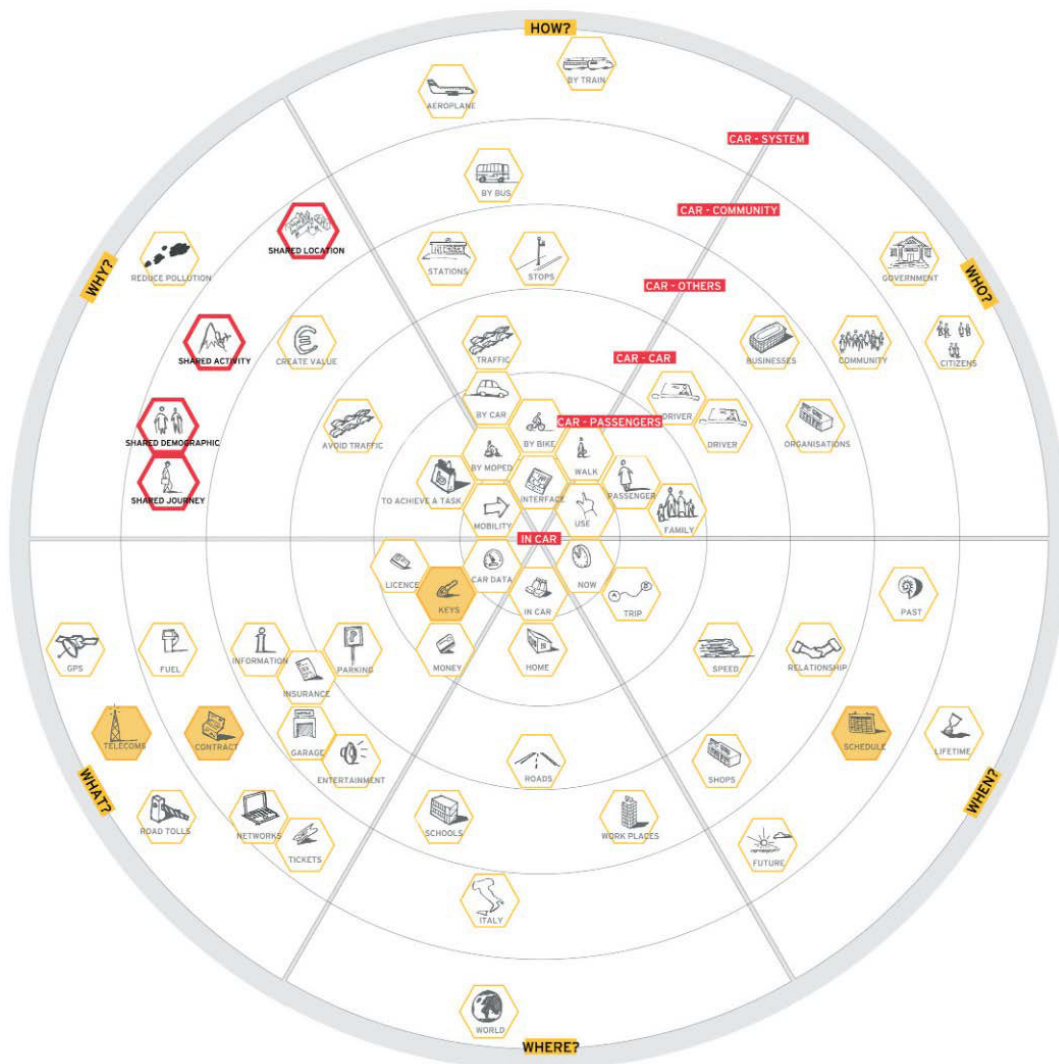 HOW?
BY TRAIN
AEROPLANE
CAR - SYSTEM
BY BUS
CAR - COMMUNITY
SHARED LOCATION
STATIONS
STOPS
GOVERNMENT
WHY?
REDUCE POLLUTION
WHO?
CAR - OTHERS
SHARED ACTIVITY
CREATE VALUE
TRAFFIC
CAR - CAR
BUSINESSES
COMMUNITY
CITIZENS
BY CAR
DRIVER
CAR - PASSENGERS
SHARED DEMOGRAPHIC
AVOID TRAFFIC
BY BIKE
DRIVER
ORGANISATIONS
BY MOPED
WALK
SHARED JOURNEY
TO ACHIEVE A TASK
INTERFACE
PASSENGER
MOBILITY
USE
FAMILY
IN CAR
LICENCE
CAR DATA
NOW
KEYS
IN CAR
TRIP
PAST
GPS
FUEL
INFORMATION
PARKING
MONEY
HOME
SPEED
RELATIONSHIP
INSURANCE
TELECOMS
CONTRACT
GARAGE
SHOPS
SCHEDULE
LIFETIME
ENTERTAINMENT
ROADS
WHAT?
WHEN?
ROAD TOLLS
NETWORKS
SCHOOLS
WORK PLACES
TICKETS
FUTURE
ITALY
WORLD
WHERE?